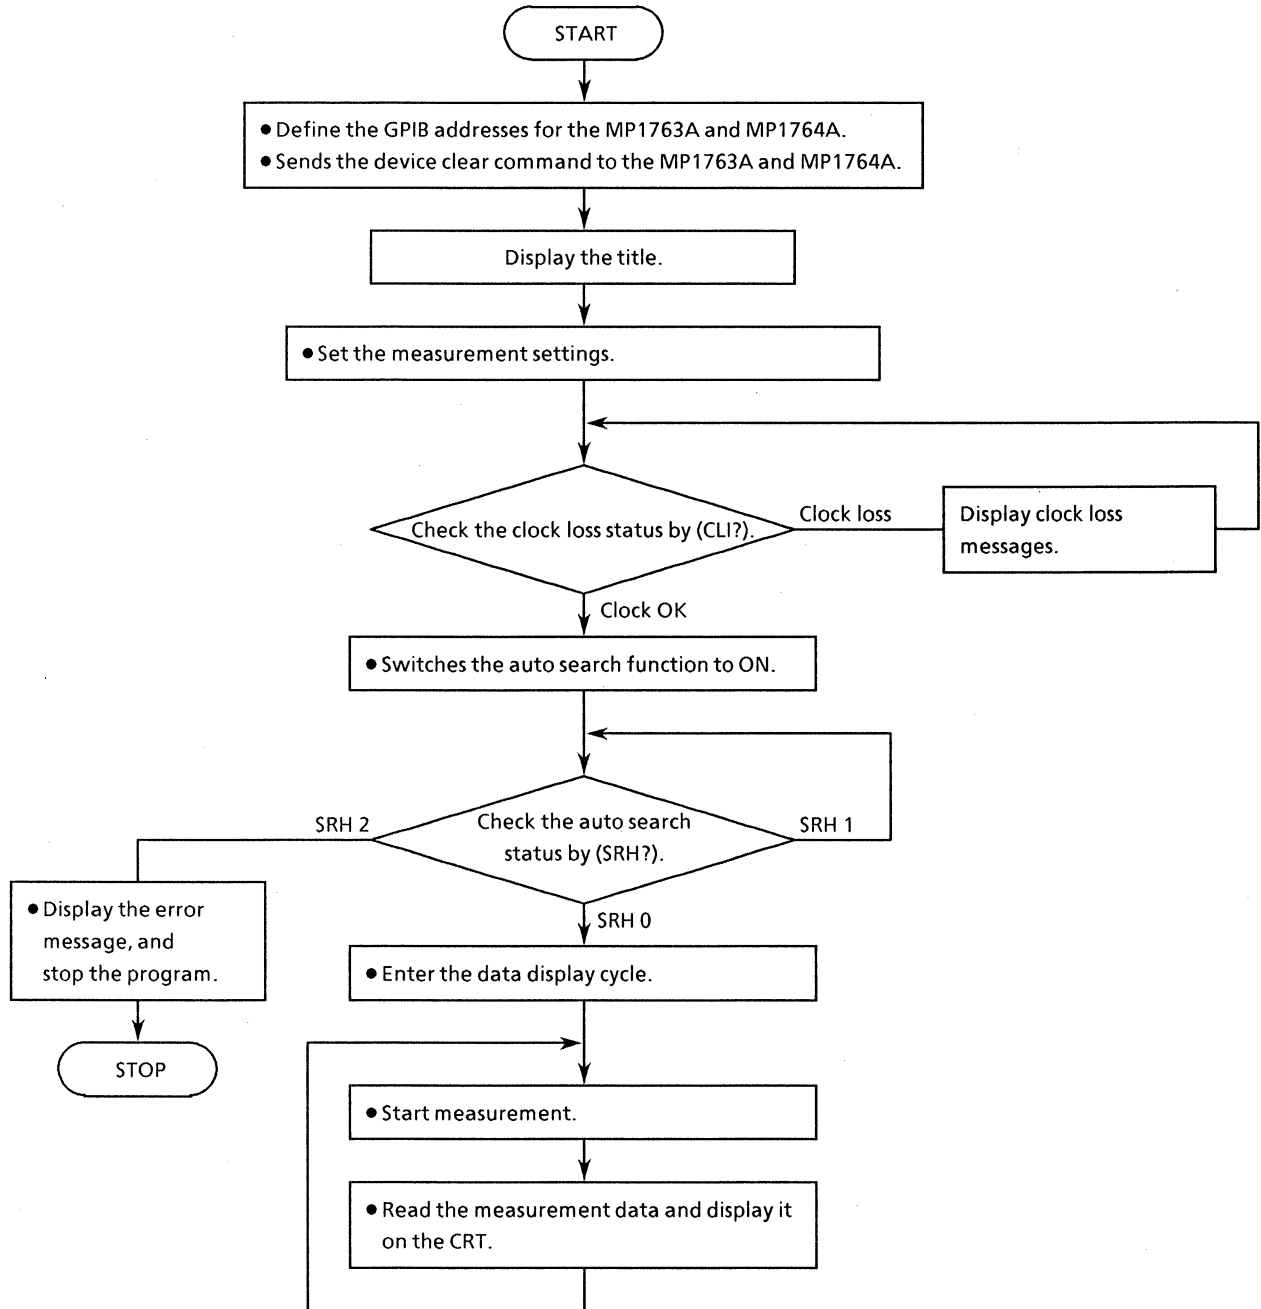 START
● Define the GPIB addresses for the MP1763A and MP1764A.
● Sends the device clear command to the MP1763A and MP1764A.
Display the title.
● Set the measurement settings.
Check the clock loss status by (CLI?).
Clock loss
Display clock loss
messages.
Clock OK
● Switches the auto search function to ON.
Check the auto search
status by (SRH?).
SRH 2
SRH 1
● Display the error
message, and
stop the program.
STOP
SRH 0
● Enter the data display cycle.
● Start measurement.
● Read the measurement data and display it
on the CRT.